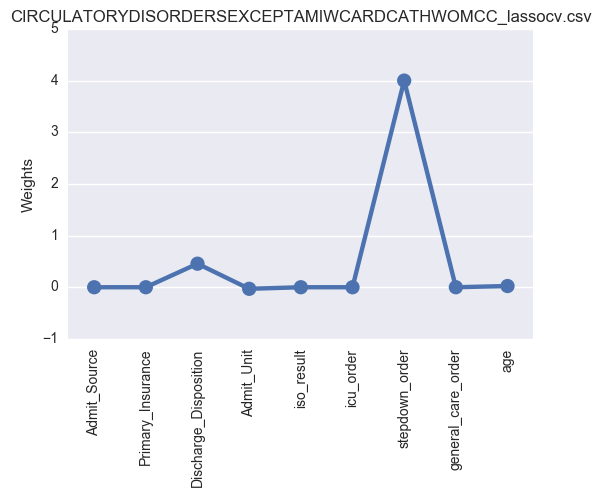 CIRCULATORYDISORDERSEXCEPTAMIWCARDCATHWOMCC_lassocv.csv
5
4
3
2
1
0
−1
Weights
Admit_Source
Primary_Insurance
Discharge_Disposition
Admit_Unit
iso_result
icu_order
stepdown_order
general_care_order
age